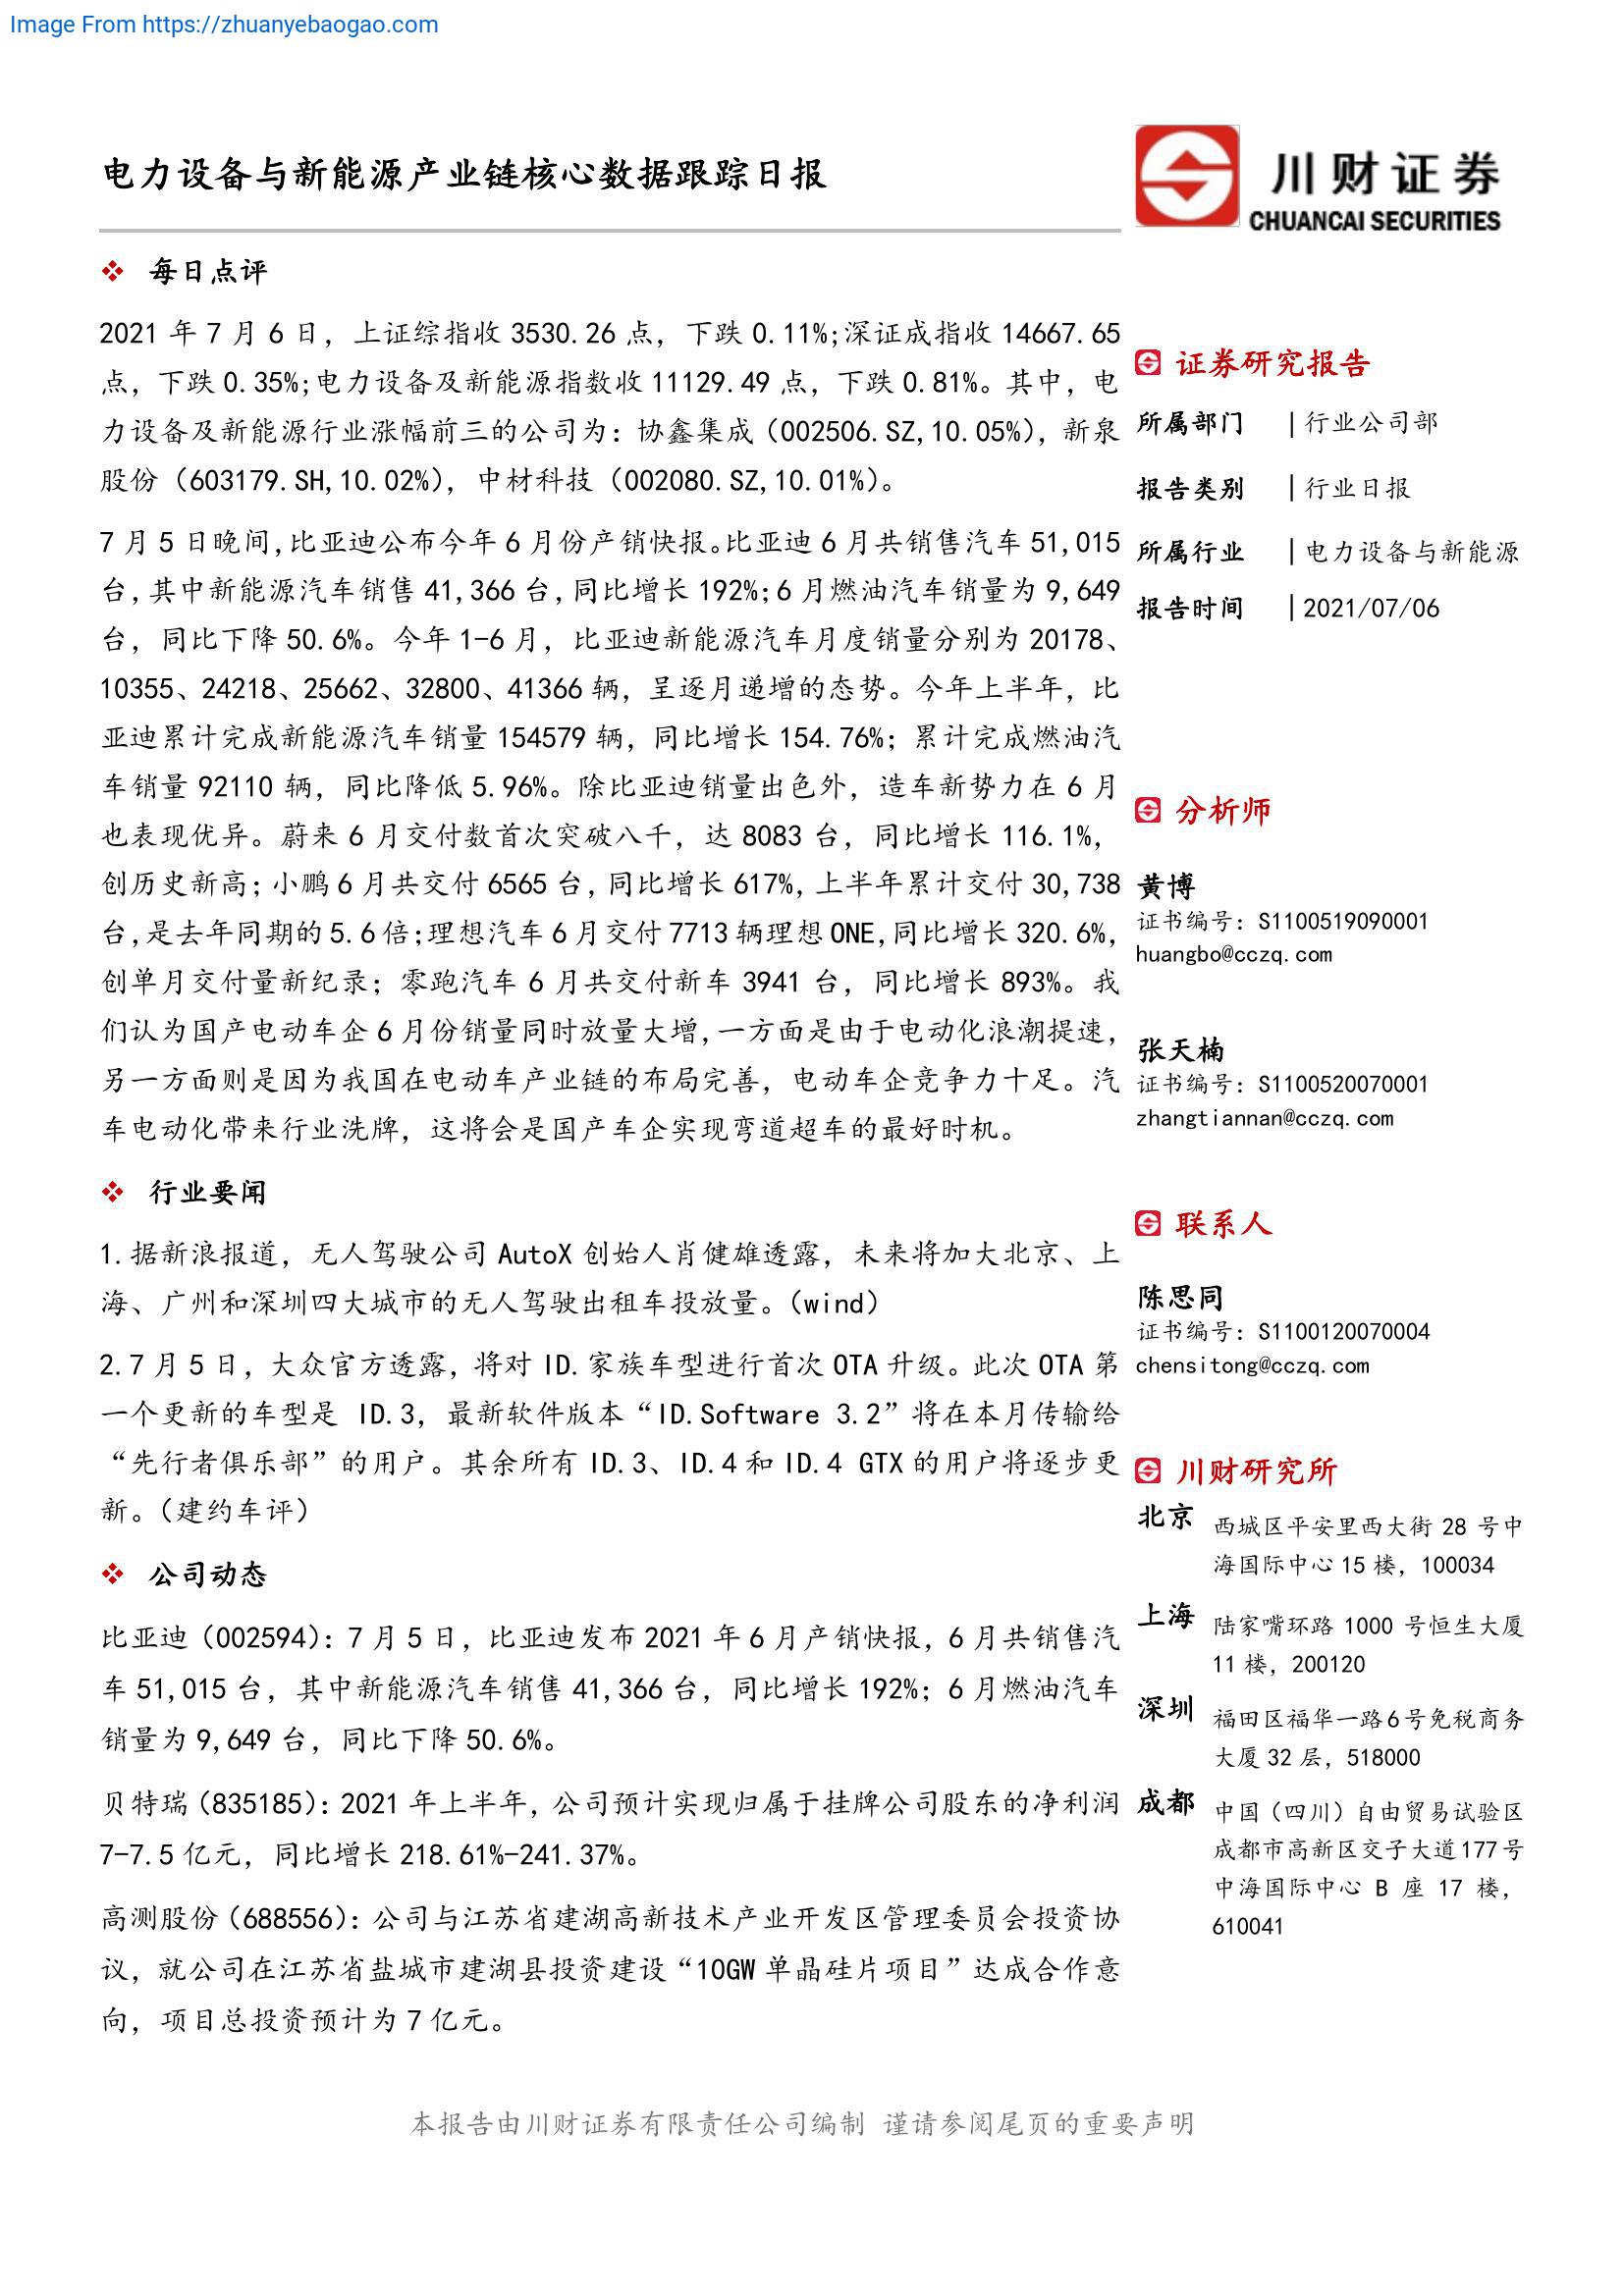 Image From https://zhuanyebaogao.com
电力设备与新能源产业链核心数据跟踪日报
川财证券
CHUANCAI SECURITIES
❖ 每日点评
2021 年 7 月 6 日，上证综指收 3530.26 点，下跌 0.11%;深证成指收 14667.65
点，下跌 0.35%;电力设备及新能源指数收 11129.49 点，下跌 0.81%。其中，电
力设备及新能源行业涨幅前三的公司为：协鑫集成（002506.SZ,10.05%），新泉
股份（603179.SH,10.02%），中材科技（002080.SZ,10.01%）。
7 月 5 日晚间,比亚迪公布今年 6 月份产销快报。比亚迪 6 月共销售汽车 51,015
台,其中新能源汽车销售 41,366 台,同比增长 192%;6 月燃油汽车销量为 9,649
台，同比下降 50.6%。今年 1-6 月，比亚迪新能源汽车月度销量分别为 20178、
10355、24218、25662、32800、41366 辆，呈逐月递增的态势。今年上半年，比
亚迪累计完成新能源汽车销量 154579 辆，同比增长 154.76%；累计完成燃油汽
车销量 92110 辆，同比降低 5.96%。除比亚迪销量出色外，造车新势力在 6 月
也表现优异。蔚来 6 月交付数首次突破八千，达 8083 台，同比增长 116.1%，
创历史新高；小鹏 6 月共交付 6565 台,同比增长 617%,上半年累计交付 30,738
台,是去年同期的 5.6 倍;理想汽车 6 月交付 7713 辆理想 ONE,同比增长 320.6%,
创单月交付量新纪录；零跑汽车 6 月共交付新车 3941 台，同比增长 893%。我
们认为国产电动车企 6 月份销量同时放量大增,一方面是由于电动化浪潮提速，
另一方面则是因为我国在电动车产业链的布局完善，电动车企竞争力十足。汽
车电动化带来行业洗牌，这将会是国产车企实现弯道超车的最好时机。
❖ 行业要闻
1.据新浪报道，无人驾驶公司 AutoX 创始人肖健雄透露，未来将加大北京、上
海、广州和深圳四大城市的无人驾驶出租车投放量。（wind）
2.7 月 5 日，大众官方透露，将对 ID.家族车型进行首次 OTA 升级。此次 OTA 第
一个更新的车型是 ID.3，最新软件版本“ID.Software 3.2”将在本月传输给
“先行者俱乐部”的用户。其余所有 ID.3、ID.4 和 ID.4 GTX 的用户将逐步更
新。（建约车评）
❖ 公司动态
比亚迪（002594）：7 月 5 日，比亚迪发布 2021 年 6 月产销快报，6 月共销售汽
车 51,015 台，其中新能源汽车销售 41,366 台，同比增长 192%；6 月燃油汽车
销量为 9,649 台，同比下降 50.6%。
贝特瑞（835185）：2021 年上半年，公司预计实现归属于挂牌公司股东的净利润
7-7.5 亿元，同比增长 218.61%-241.37%。
高测股份（688556）：公司与江苏省建湖高新技术产业开发区管理委员会投资协
议，就公司在江苏省盐城市建湖县投资建设“10GW 单晶硅片项目”达成合作意
向，项目总投资预计为 7 亿元。
证券研究报告
所属部门 |行业公司部
报告类别 |行业日报
所属行业 |电力设备与新能源
报告时间 |2021/07/06
分析师
黄博
证书编号：S1100519090001
huangbo@cczq.com
张天楠
证书编号：S1100520070001
zhangtiannan@cczq.com
联系人
陈思同
证书编号：S1100120070004
chensitong@cczq.com
川财研究所
北京 西城区平安里西大街 28 号中
海国际中心 15 楼，100034
上海 陆家嘴环路 1000 号恒生大厦
11 楼，200120
深圳 福田区福华一路 6 号免税商务
大厦 32 层，518000
成都 中国（四川）自由贸易试验区
成都市高新区交子大道 177 号
中海国际中心 B 座 17 楼，
610041
本报告由川财证券有限责任公司编制 谨请参阅尾页的重要声明